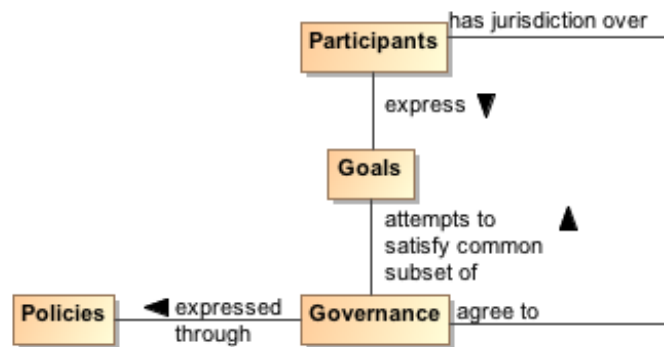 has jurisdiction over
Participants
express
Goals
attempts to
satisfy common
subset of
Policies
expressed
through
Governance
agree to